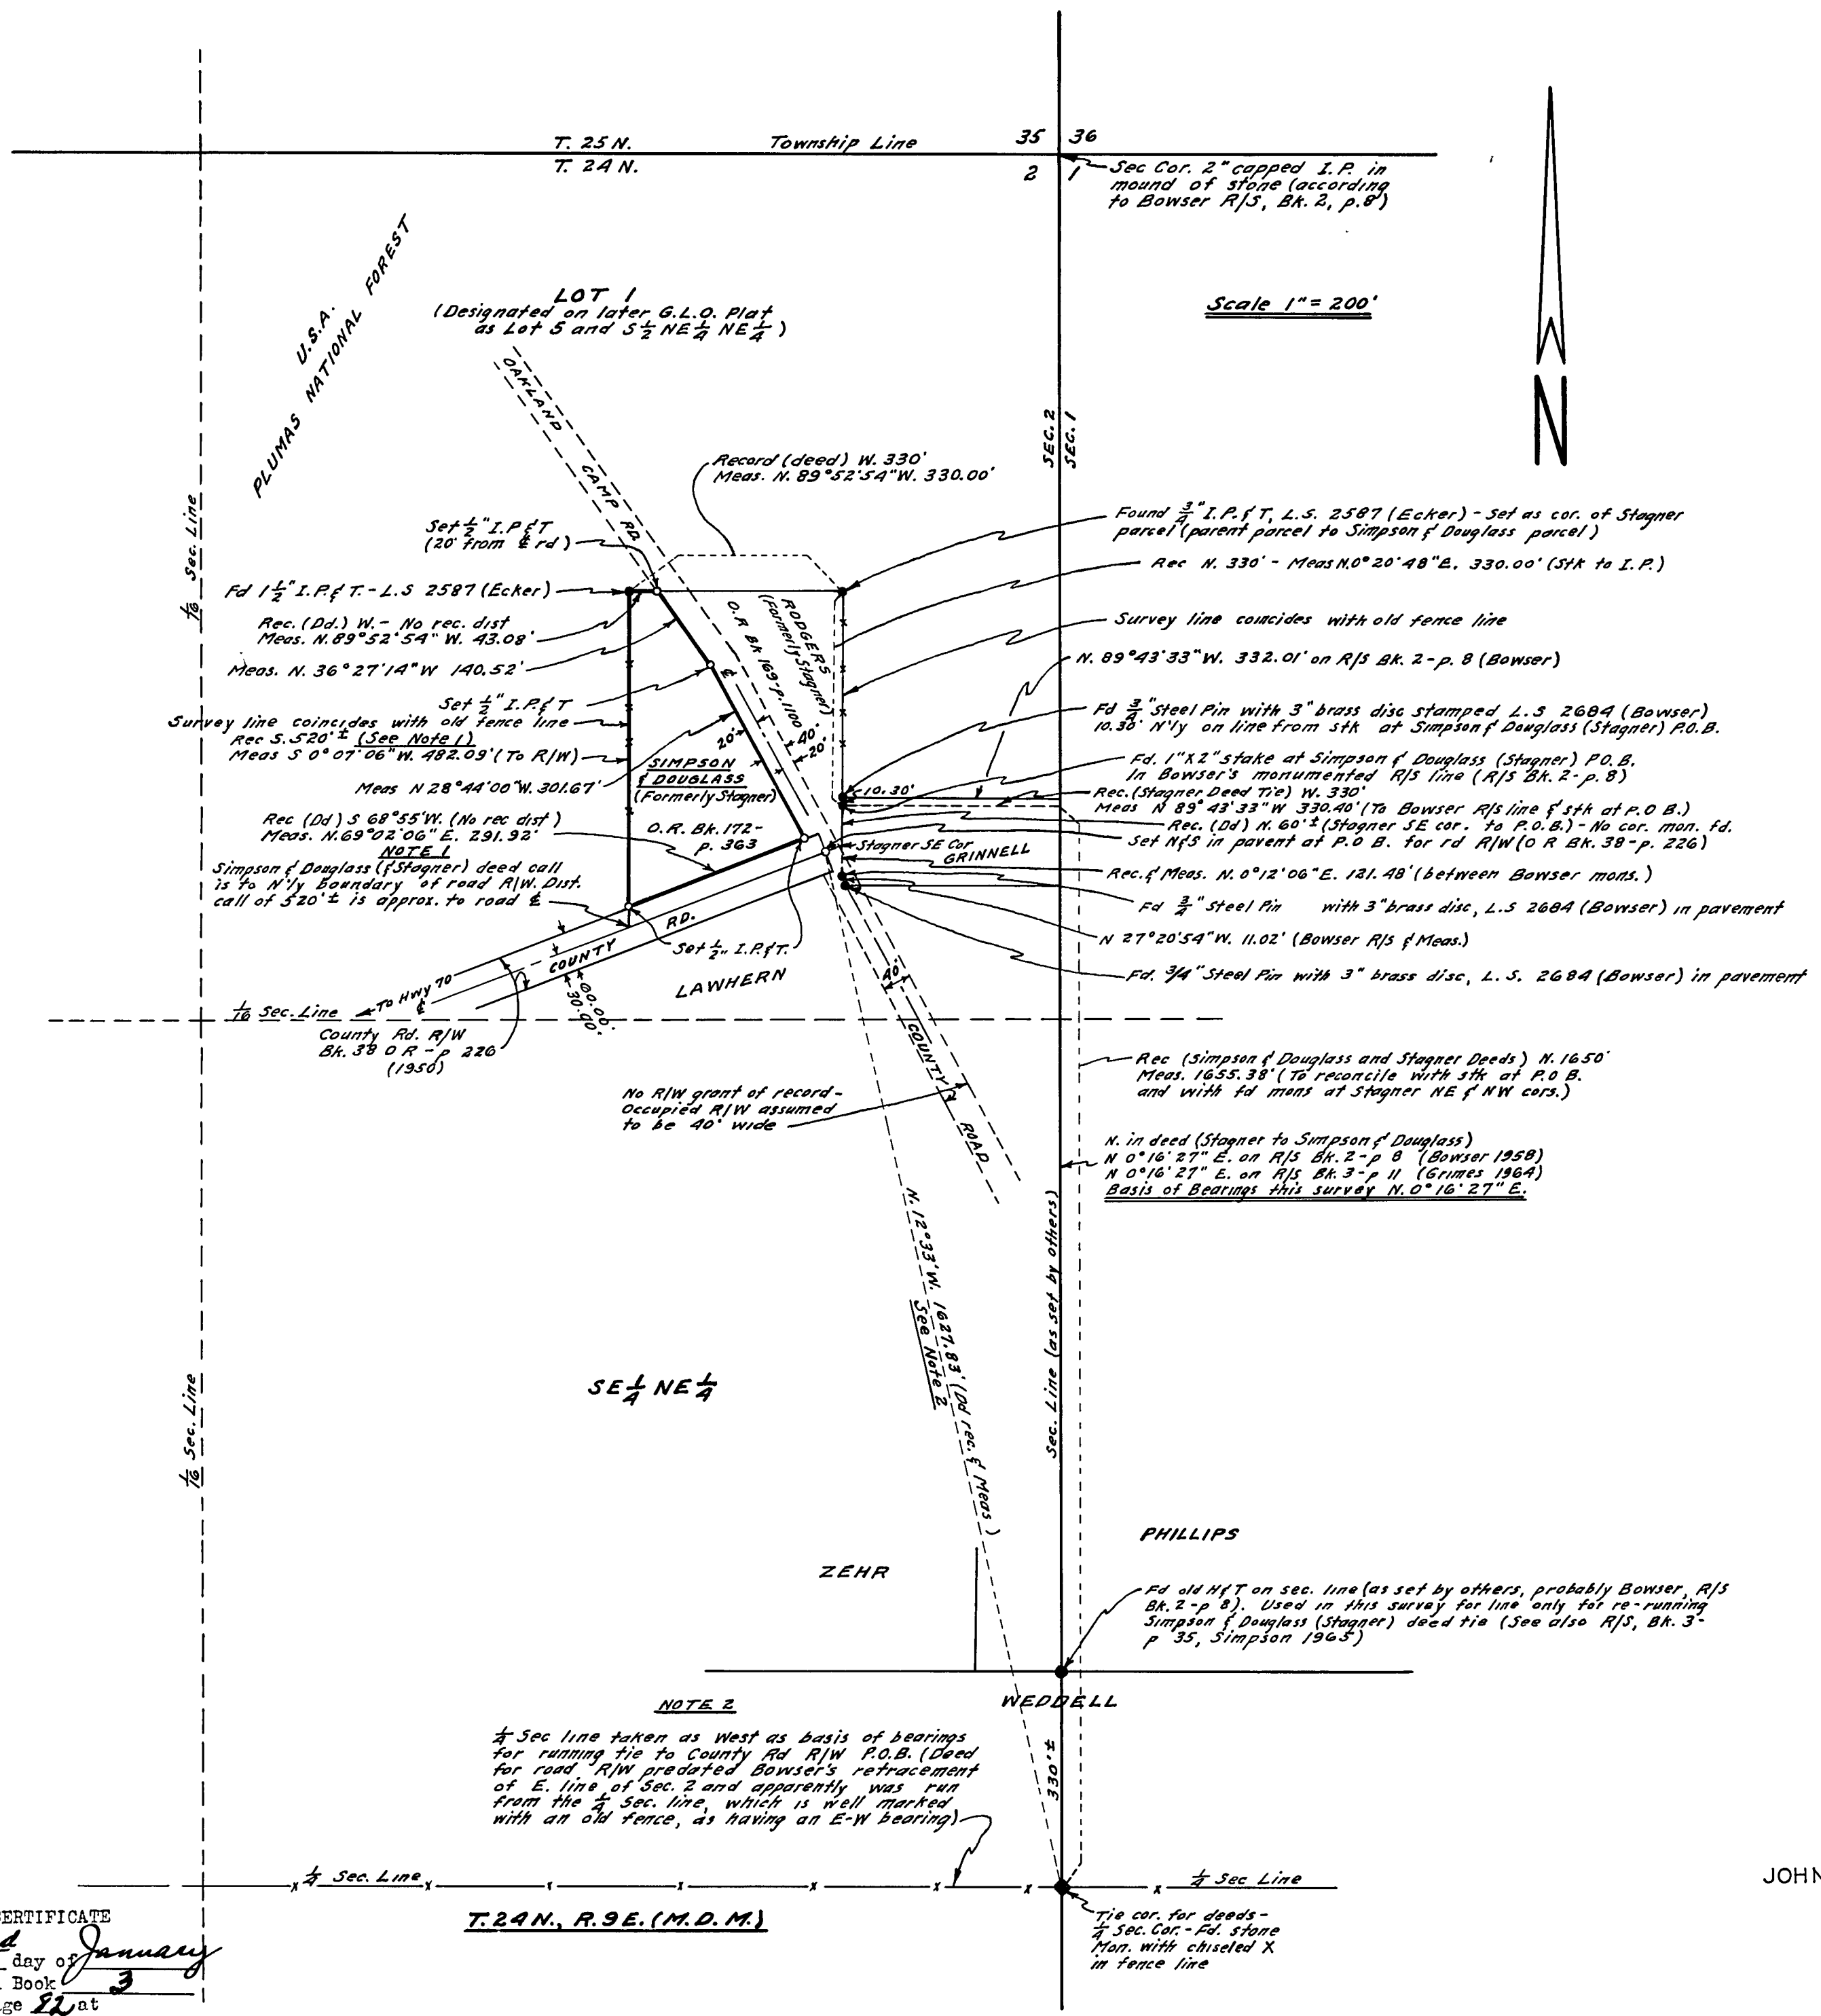 T. 25 N. Township Line 35 36
T. 24 N. 2 1
Sec Cor. 2" capped I.P. in
mound of stone (according
to Bowser R/S, Bk. 2, p. 8)
U.S.A.
PLUMAS NATIONAL FOREST
LOT 1
(Designated on later G.L.O. Plat
as Lot 5 and S 1/2 NE 1/4 NE 1/4)
Scale 1" = 200'
N
OAKLAND
CAMP RD.
SEC. 2
SEC. 1
1/16 Sec. Line
Record (deed) W. 330'
Meas. N. 89°52'54" W. 330.00'
Set 1/2" I.P. & T
(20' from ℄ rd)
Fd 1 1/2" I.P. & T. - L.S 2587 (Ecker)
Rec. (Dd.) W. - No rec. dist
Meas. N. 89°52'54" W. 43.08'
Meas. N. 36°27'14" W 140.52'
Set 1/2" I.P. & T
Survey line coincides with old fence line
Rec S. 520'± (See Note 1)
Meas S 0°07'06" W. 482.09' (To R/W)
Meas N 28°44'00" W. 301.67'
Rec (Dd) S 68°55' W. (No rec dist)
Meas. N. 69°02'06" E. 291.92'
NOTE 1
Simpson & Douglass (& Stagner) deed call
is to N'ly boundary of road R/W. Dist.
call of 520'± is approx. to road ℄
RODGERS
(Formerly Stagner)
O.R Bk 169-p. 1100
℄
20'
40'
20'
SIMPSON
& DOUGLASS
(Formerly Stagner)
O.R. Bk. 172-
p. 363
Found 3/4" I.P. & T, L.S. 2587 (Ecker) - Set as cor. of Stagner
parcel (parent parcel to Simpson & Douglass parcel)
Rec N. 330' - Meas N. 0°20'48" E. 330.00' (Stk to I.P.)
Survey line coincides with old fence line
N. 89°43'33" W. 332.01' on R/S Bk. 2-p. 8 (Bowser)
Fd 3/4" Steel Pin with 3" brass disc stamped L.S 2684 (Bowser)
10.30' N'ly on line from stk at Simpson & Douglass (Stagner) P.O.B.
Fd. 1" X 2" stake at Simpson & Douglass (Stagner) P.O.B.
In Bowser's monumented R/S line (R/S Bk. 2-p. 8)
10.30'
Rec. (Stagner Deed Tie) W. 330'
Meas N 89°43'33" W 330.40' (To Bowser R/S line & stk at P.O B.)
Rec. (Dd) N. 60'± (Stagner SE cor. to P.O.B.) - No cor. mon. fd.
Set N&S in pavent at P.O B. for rd R/W (O R Bk. 38-p. 226)
Stagner SE Cor
GRINNELL
Rec. & Meas. N. 0°12'06" E. 121.48' (between Bowser mons.)
Fd 3/4" Steel Pin with 3" brass disc, L.S 2684 (Bowser) in pavement
N 27°20'54" W. 11.02' (Bowser R/S & Meas.)
Fd. 3/4" Steel Pin with 3" brass disc, L.S. 2684 (Bowser) in pavement
COUNTY RD.
Set 1/2" I.P. & T.
LAWHERN
40'
To Hwy 70
℄
60.00'
30.00'
1/16 Sec. Line
County Rd. R/W
Bk. 38 O R - p 226
(1950)
COUNTY ROAD
No R/W grant of record -
Occupied R/W assumed
to be 40' wide
Rec (Simpson & Douglass and Stagner Deeds) N. 1650'
Meas. 1655.38' (To reconcile with stk at P.O B.
and with fd mons at Stagner NE & NW cors.)
N. in deed (Stagner to Simpson & Douglass)
N 0°16'27" E. on R/S Bk. 2-p 8 (Bowser 1958)
N 0°16'27" E. on R/S Bk. 3-p 11 (Grimes 1964)
Basis of Bearings this survey N. 0°16'27" E.
N. 12°33' W. 1627.83' (Dd rec. & Meas)
See Note 2
Sec. Line (as set by others)
SE 1/4 NE 1/4
1/16 Sec. Line
PHILLIPS
ZEHR
Fd old H&T on sec. line (as set by others, probably Bowser, R/S
Bk. 2-p 8). Used in this survey for line only for re-running
Simpson & Douglass (Stagner) deed tie (See also R/S, Bk. 3-
p 35, Simpson 1965)
WEDDELL
NOTE 2
1/4 Sec line taken as West as basis of bearings
for running tie to County Rd R/W P.O.B. (Deed
for road R/W predated Bowser's retracement
of E. line of Sec. 2 and apparently was run
from the 1/4 Sec. line, which is well marked
with an old fence, as having an E-W bearing)
330'±
1/4 Sec. Line
1/4 Sec Line
JOHN
T. 24 N., R. 9 E. (M.D.M.)
Tie cor. for deeds -
1/4 Sec. Cor. - Fd. stone
Mon. with chiseled X
in fence line
ERTIFICATE
d day of January
Book 3
ge 82 at